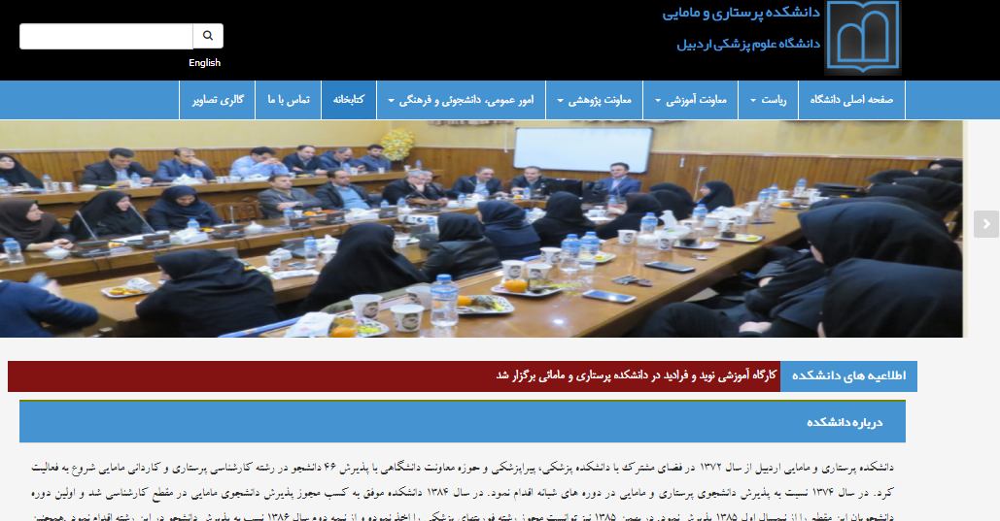 دانشکده پرستاری و مامایی
دانشگاه علوم پزشکی اردبیل
English
صفحه اصلی دانشگاه
ریاست
معاونت آموزشی
معاونت پژوهشی
امور عمومی، دانشجوئی و فرهنگی
کتابخانه
تماس با ما
گالری تصاویر
اطلاعیه های دانشکده
کارگاه آموزشی نوید و فرادید در دانشکده پرستاری و مامائی برگزار شد
درباره دانشکده
دانشکده پرستاری و مامایی اردبیل از سال ۱۳۷۲ در فضای مشترک با دانشکده پزشکی، پیراپزشکی و حوزه معاونت دانشگاهی با پذیرش ۴۶ دانشجو در رشته کارشناسی پرستاری و کاردانی مامایی شروع به فعالیت
کرد. در سال ۱۳۷۴ نسبت به پذیرش دانشجوی پرستاری و مامایی در دوره های شبانه اقدام نمود. در سال ۱۳۸۴ دانشکده موفق به کسب مجوز پذیرش دانشجوی مامایی در مقطع کارشناسی شد و اولین دوره
دانشجویان این مقطع را از نیمسال اول ۱۳۸۵ پذیرش نمود. در بهمن ۱۳۸۵ نیز توانست مجوز رشته فوریتهای پزشکی را اخذ نموده و از نیمه دوم سال ۱۳۸۶ نسبت به پذیرش دانشجو در این رشته اقدام نمود. همچنین